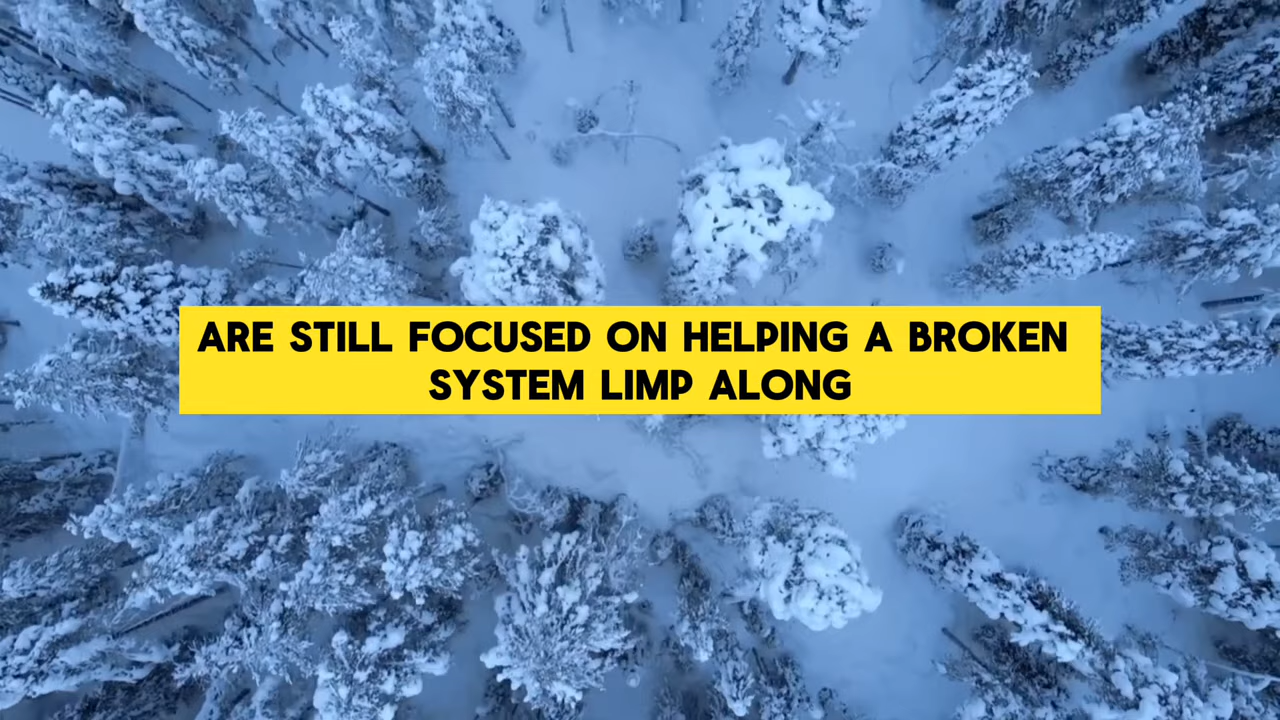 ARE STILL FOCUSED ON HELPING A BROKEN
SYSTEM LIMP ALONG